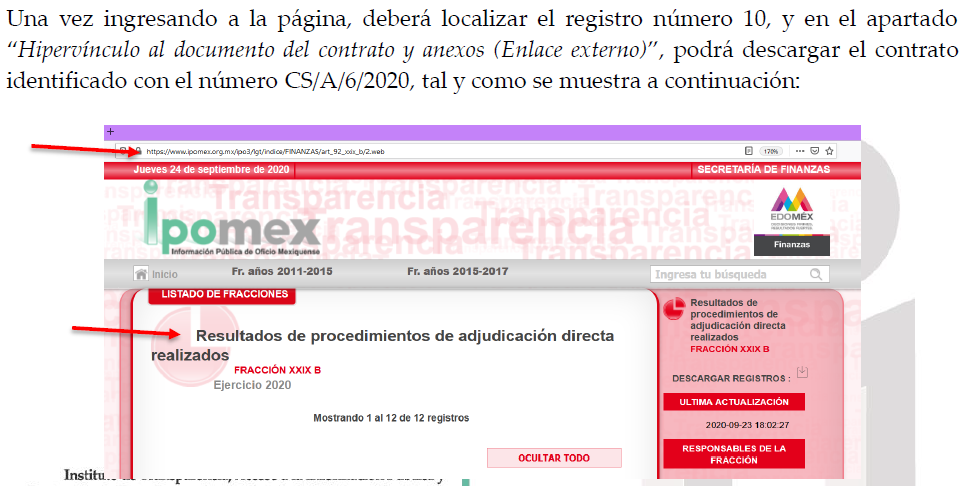 Una vez ingresando a la página, deberá localizar el registro número 10, y en el apartado
"Hipervínculo al documento del contrato y anexos (Enlace externo)", podrá descargar el contrato
identificado con el número CS/A/6/2020, tal y como se muestra a continuación:
+
https://www.ipomex.org.mx/ipo3/lgt/indice/FINANZAS/art_92_xxix_b/2.web
170%
Jueves 24 de septiembre de 2020
SECRETARÍA DE FINANZAS
Transparencia
ipomex
Información Pública de Oficio Mexiquense
EDOMÉX
Finanzas
Inicio
Fr. años 2011-2015
Fr. años 2015-2017
Ingresa tu búsqueda
LISTADO DE FRACCIONES
Resultados de procedimientos de adjudicación directa
realizados
FRACCIÓN XXIX B
Ejercicio 2020
Mostrando 1 al 12 de 12 registros
OCULTAR TODO
Resultados de
procedimientos de
adjudicación directa
realizados
FRACCIÓN XXIX B
DESCARGAR REGISTROS :
ULTIMA ACTUALIZACIÓN
2020-09-23 18:02:27
RESPONSABLES DE LA
FRACCIÓN